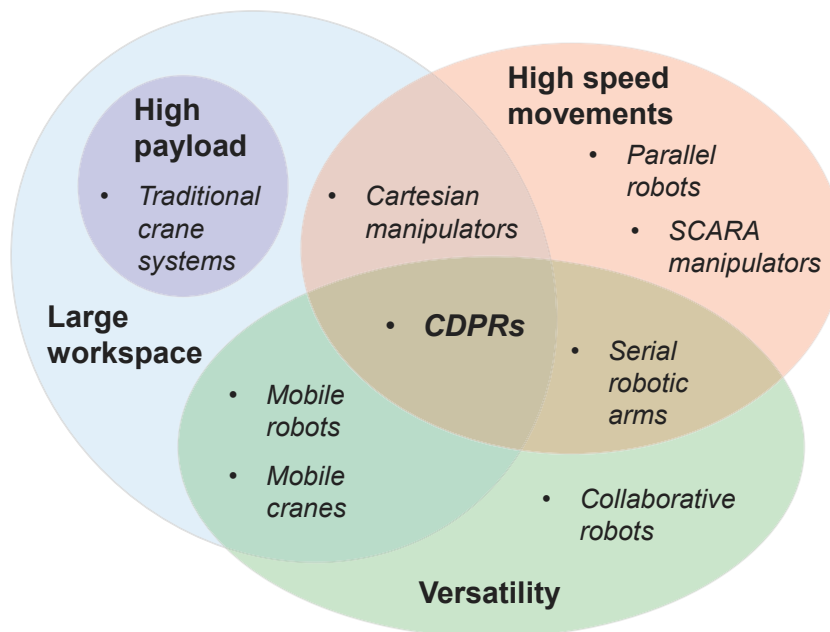 High
payload
• Traditional
crane
systems
Large
workspace
High speed
movements
• Parallel
robots
• SCARA
manipulators
• Cartesian
manipulators
• CDPRs
• Serial
robotic
arms
• Mobile
robots
• Mobile
cranes
• Collaborative
robots
Versatility